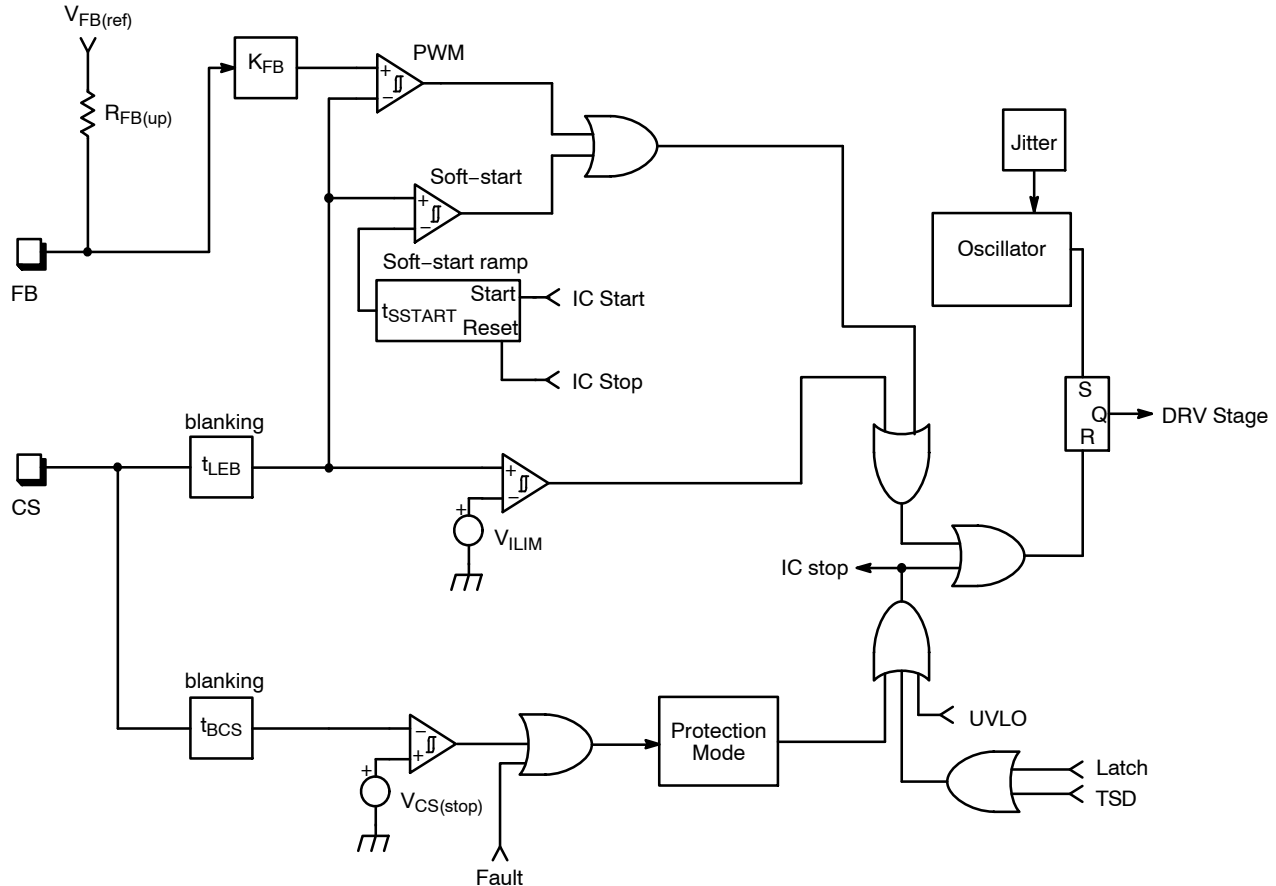 VFB(ref)
KFB
PWM
+
−
RFB(up)
Jitter
Soft−start
+
−
Oscillator
FB
Soft−start ramp
Start
IC Start
tSSTART
Reset
IC Stop
S
Q
DRV Stage
R
blanking
tLEB
+
−
CS
+
VILIM
IC stop
blanking
tBCS
−
+
Protection
Mode
UVLO
+
VCS(stop)
Latch
TSD
Fault